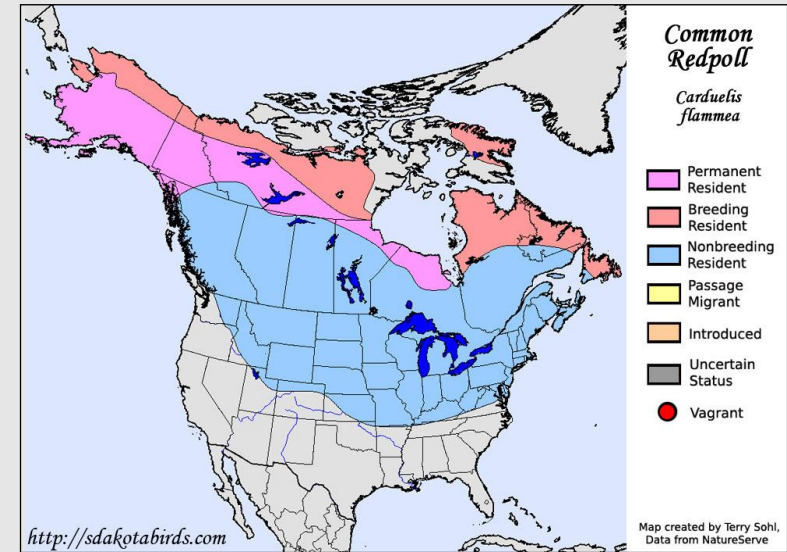 Common
Redpoll
Carduelis
flammea
Permanent
Resident
Breeding
Resident
Nonbreeding
Resident
Passage
Migrant
Introduced
Uncertain
Status
Vagrant
http://sdakotabirds.com
Map created by Terry Sohl,
Data from NatureServe